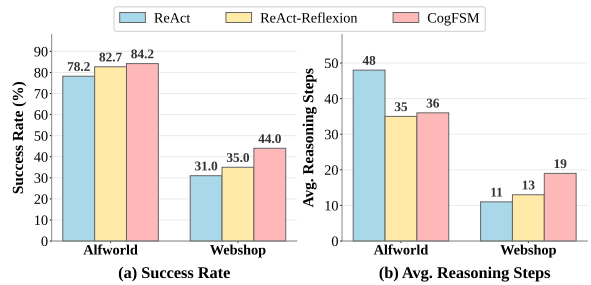 ReAct ReAct-Reflexion CogFSM
Success Rate (%)
90
80
70
60
50
40
30
20
10
0
78.2 82.7 84.2
31.0 35.0 44.0
Alfworld Webshop
(a) Success Rate
Avg. Reasoning Steps
50
40
30
20
10
0
48 35 36
11 13 19
Alfworld Webshop
(b) Avg. Reasoning Steps